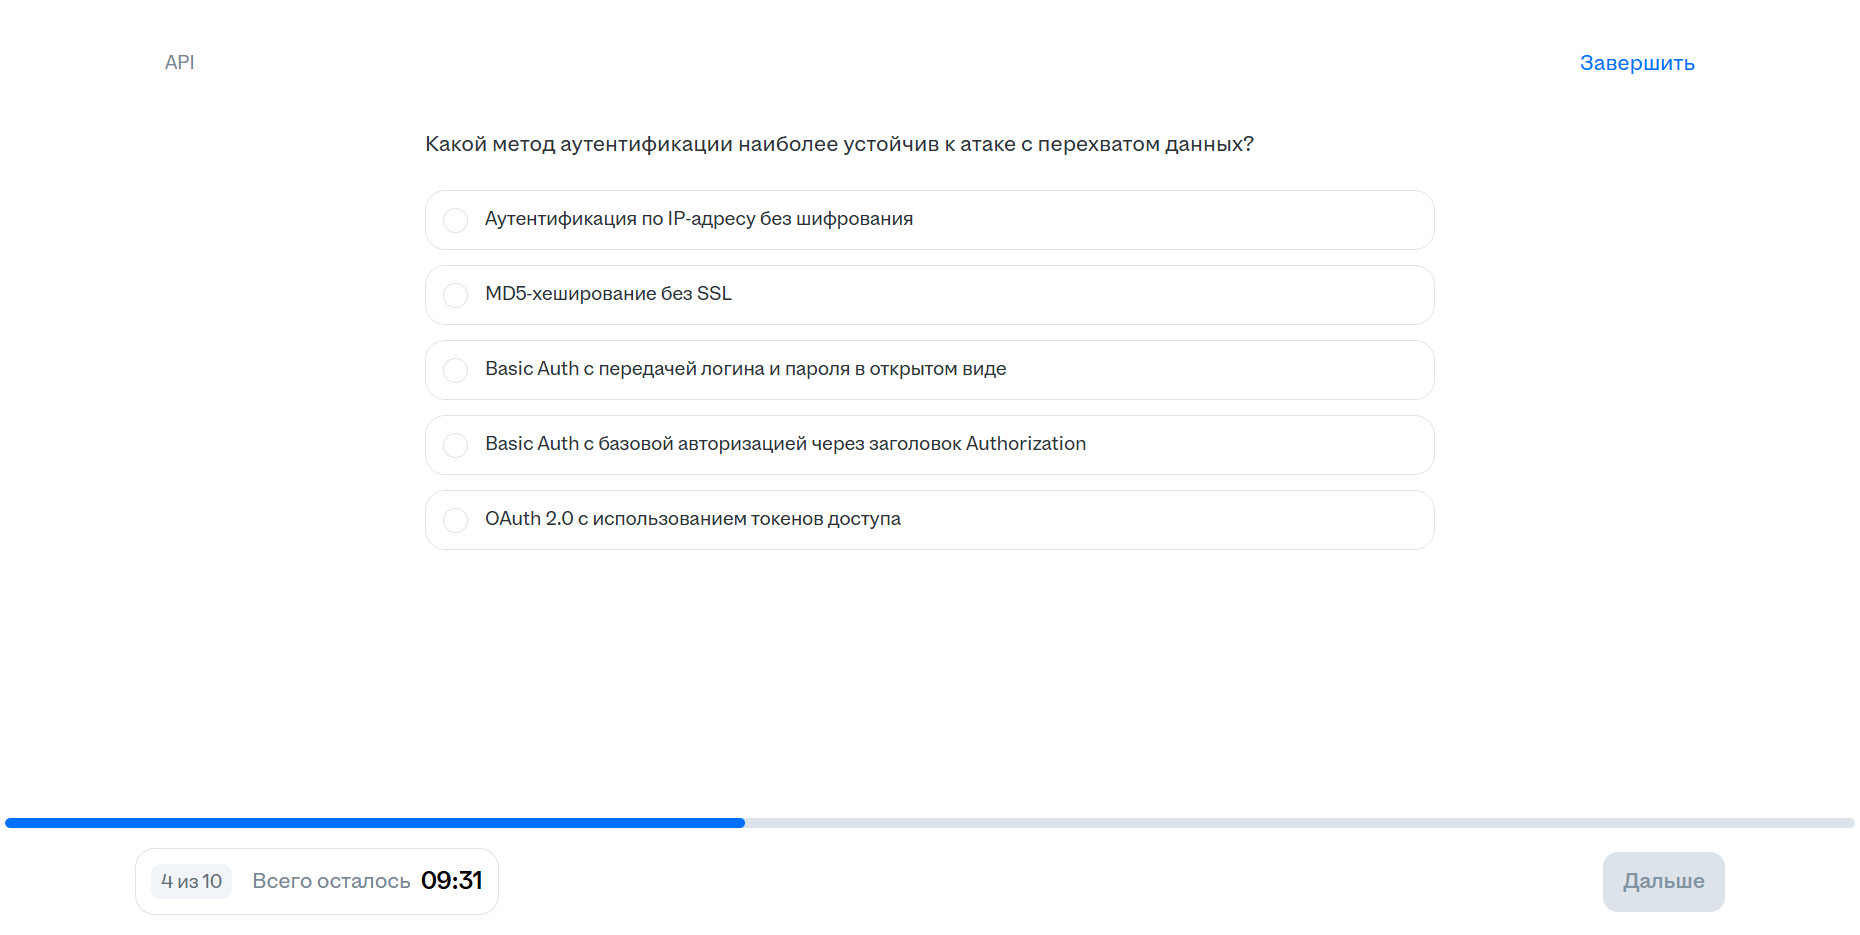 API
Завершить
Какой метод аутентификации наиболее устойчив к атаке с перехватом данных?
Аутентификация по IP-адресу без шифрования
MD5-хеширование без SSL
Basic Auth с передачей логина и пароля в открытом виде
Basic Auth с базовой авторизацией через заголовок Authorization
OAuth 2.0 с использованием токенов доступа
4 из 10 Всего осталось 09:31
Дальше